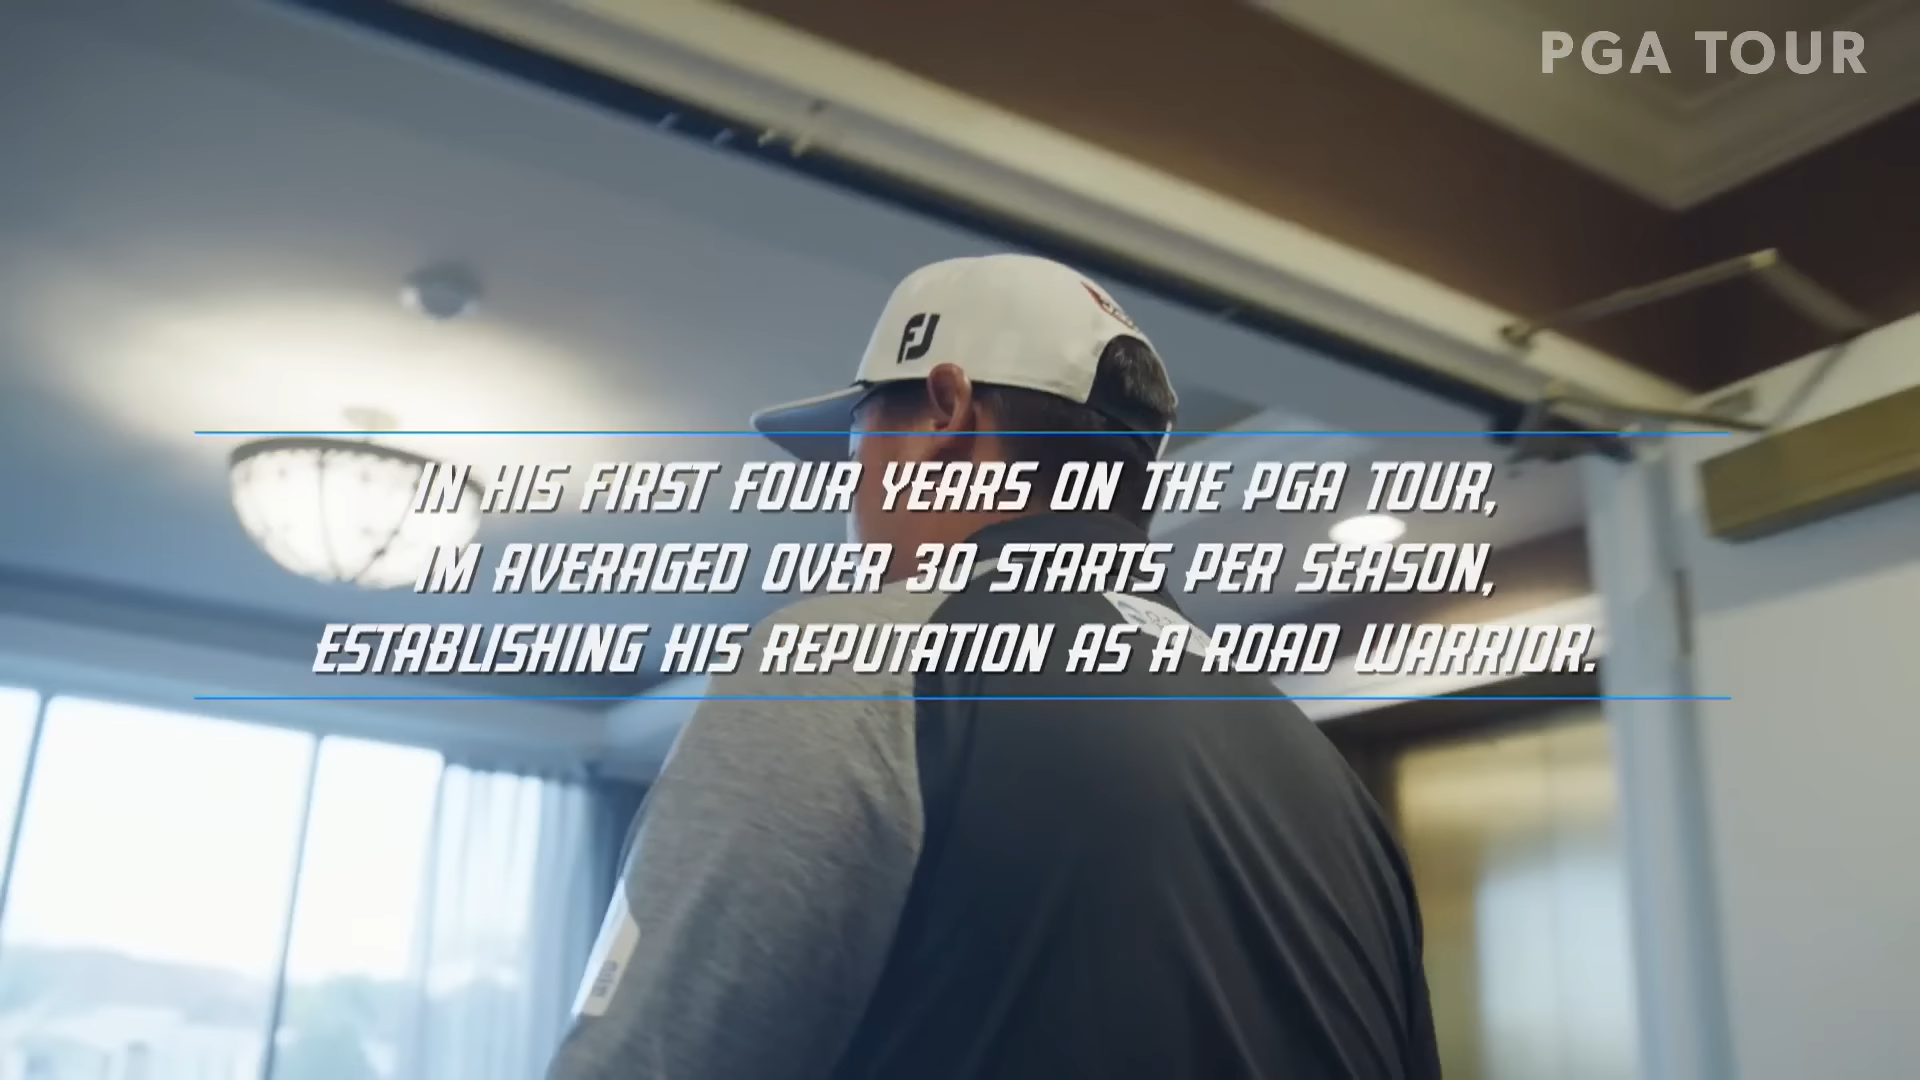 PGA TOUR
FJ
IN HIS FIRST FOUR YEARS ON THE PGA TOUR,
IM AVERAGED OVER 30 STARTS PER SEASON,
ESTABLISHING HIS REPUTATION AS A ROAD WARRIOR.